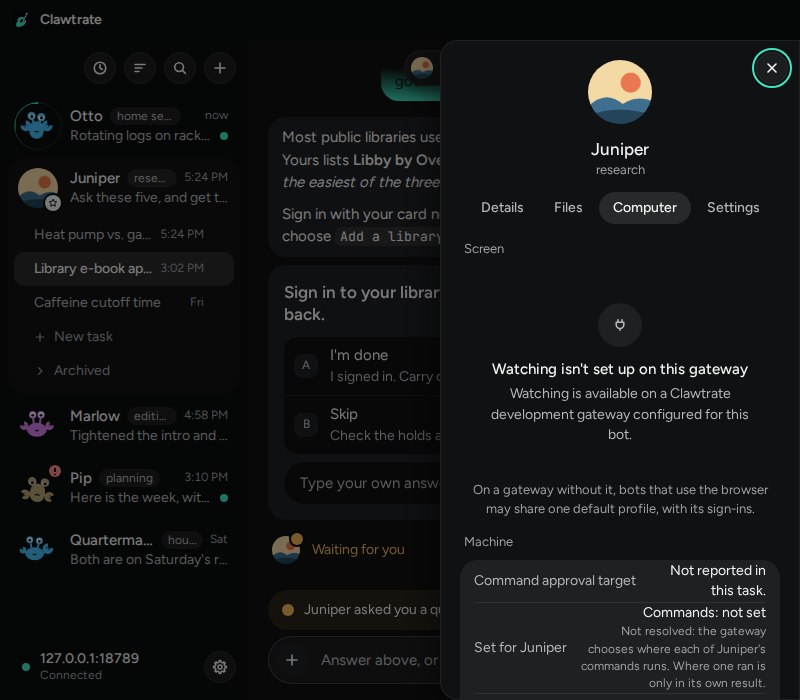 Clawtrate
Otto
home se...
now
Rotating logs on rack...
Juniper
rese...
5:24 PM
Ask these five, and get t...
Heat pump vs. ga...
5:24 PM
Library e-book ap...
3:02 PM
Caffeine cutoff time
Fri
New task
Archived
Marlow
editi...
4:58 PM
Tightened the intro and ...
Pip
planning
3:10 PM
Here is the week, wit...
Quarterma...
hou...
Sat
Both are on Saturday's r...
127.0.0.1:18789
Connected
Most public libraries use
Yours lists Libby by Ove
the easiest of the three
Sign in with your card n
choose Add a library
Sign in to your librar
back.
A
I'm done
I signed in. Carry o
B
Skip
Check the holds a
Type your own answe
Waiting for you
Juniper asked you a qu
Answer above, or
Juniper
research
Details
Files
Computer
Settings
Screen
Watching isn't set up on this gateway
Watching is available on a Clawtrate
development gateway configured for this
bot.
On a gateway without it, bots that use the browser
may share one default profile, with its sign-ins.
Machine
Command approval target
Not reported in
this task.
Set for Juniper
Commands: not set
Not resolved: the gateway
chooses where each of Juniper's
commands runs. Where one ran is
only in its own result.